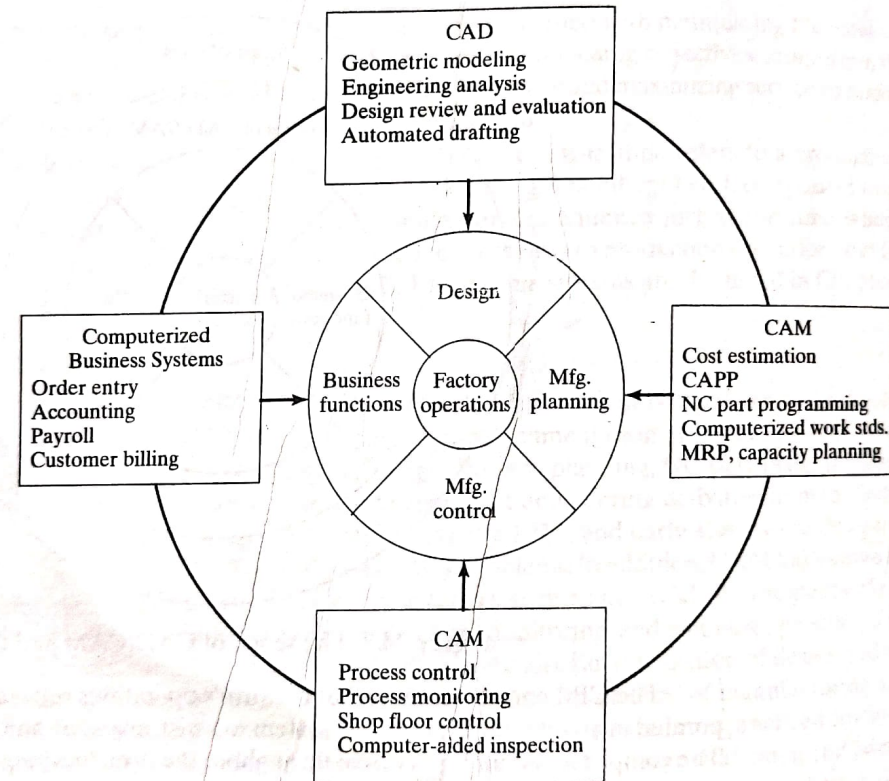 CAD
Geometric modeling
Engineering analysis
Design review and evaluation
Automated drafting
Design
Computerized
Business Systems
Order entry
Accounting
Payroll
Customer billing
Business
functions
Factory
operations
Mfg.
planning
CAM
Cost estimation
CAPP
NC part programming
Computerized work stds.
MRP, capacity planning
Mfg.
control
CAM
Process control
Process monitoring
Shop floor control
Computer-aided inspection